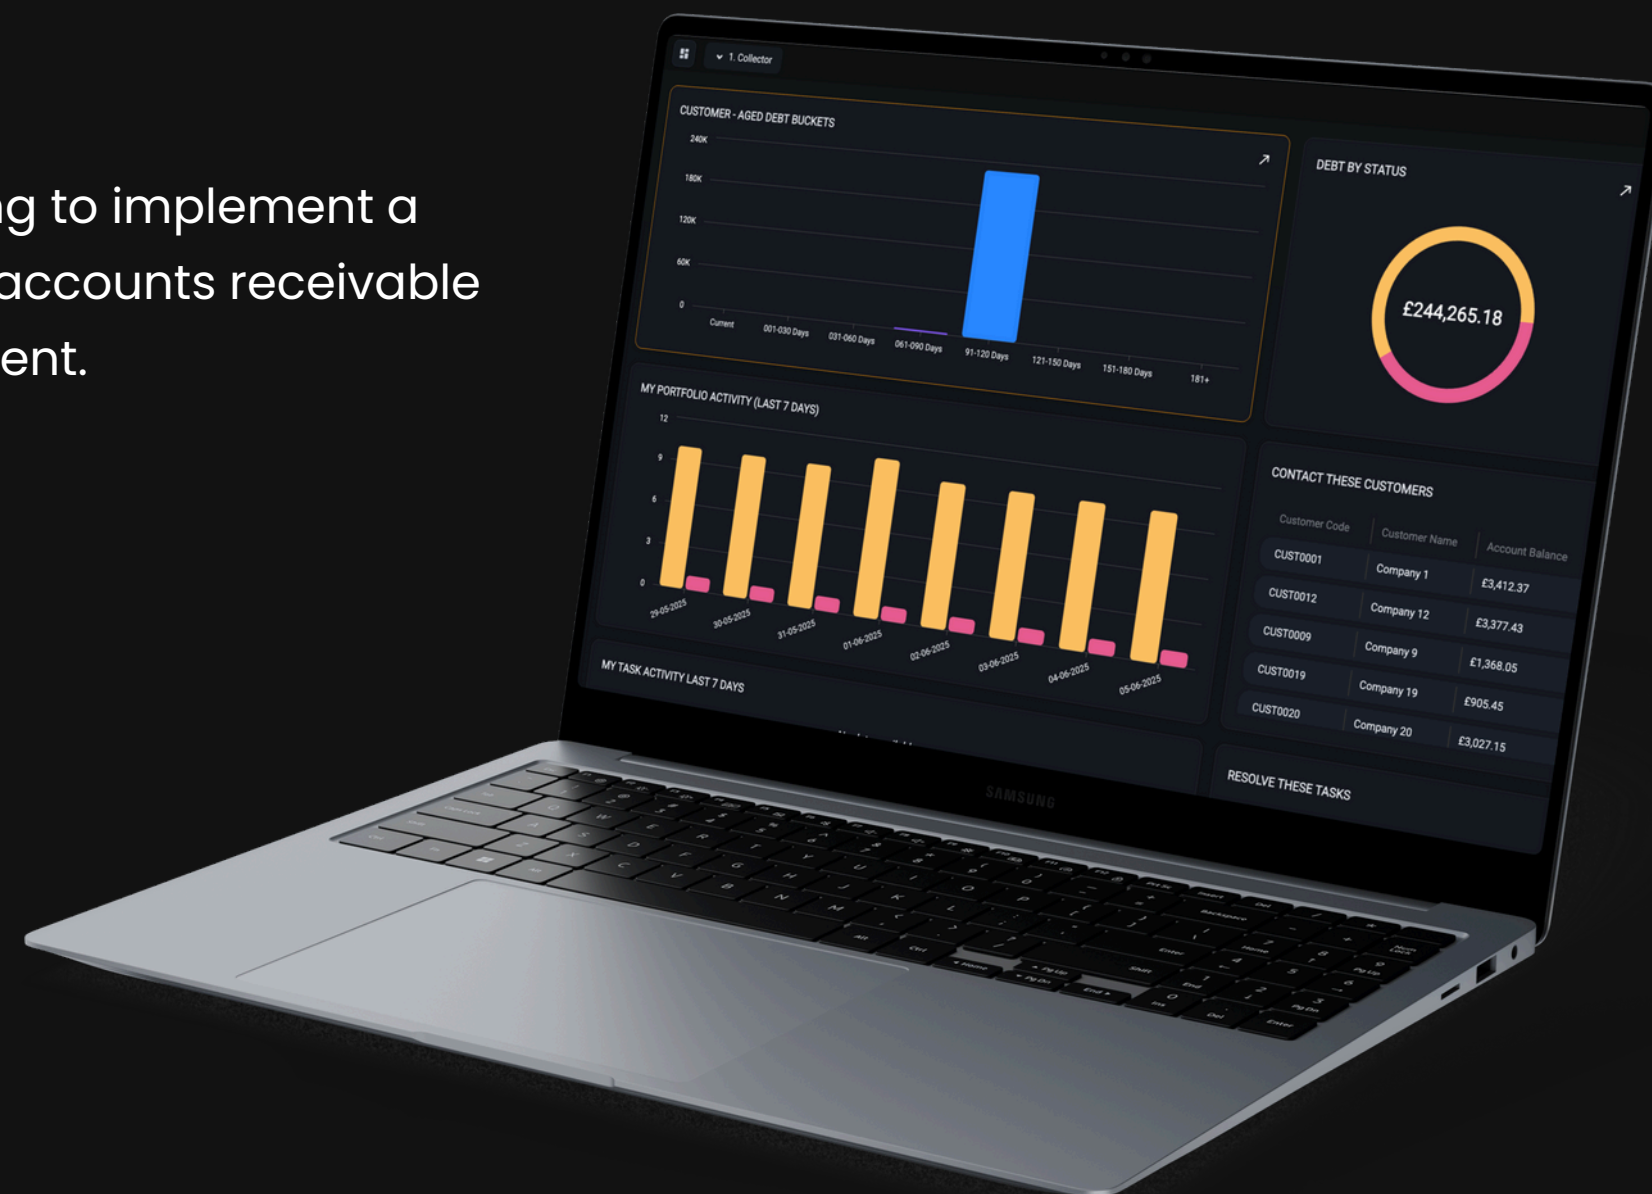 ng to implement a
accounts receivable
ent.
1. Collector
CUSTOMER - AGED DEBT BUCKETS
240K
180K
120K
60K
0
Current
001-030 Days
031-060 Days
061-090 Days
91-120 Days
121-150 Days
151-180 Days
181+
DEBT BY STATUS
£244,265.18
MY PORTFOLIO ACTIVITY (LAST 7 DAYS)
12
9
6
3
0
29-05-2025
30-05-2025
31-05-2025
01-06-2025
02-06-2025
03-06-2025
04-06-2025
05-06-2025
CONTACT THESE CUSTOMERS
Customer Code Customer Name Account Balance
CUST0001 Company 1 £3,412.37
CUST0012 Company 12 £3,377.43
CUST0009 Company 9 £1,368.05
CUST0019 Company 19 £905.45
CUST0020 Company 20 £3,027.15
MY TASK ACTIVITY LAST 7 DAYS
RESOLVE THESE TASKS
SAMSUNG